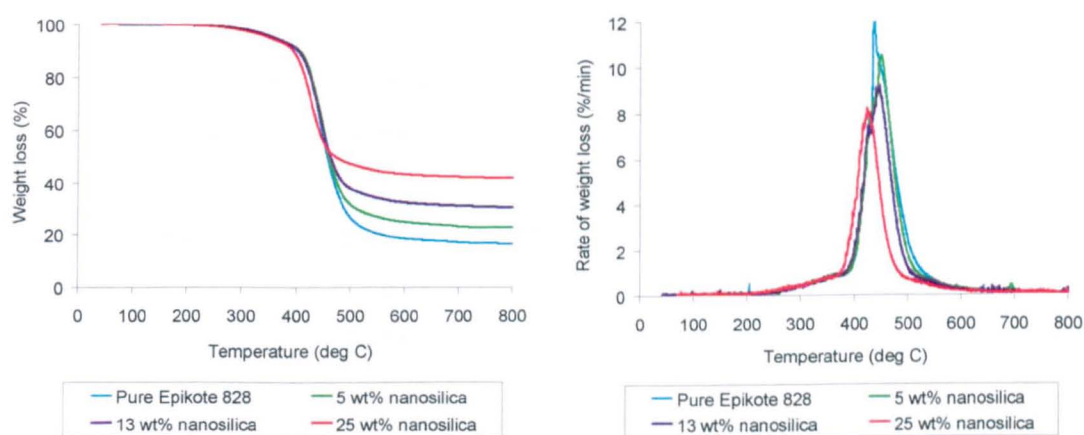 100
80
60
40
20
0
Weight loss (%)
0 100 200 300 400 500 600 700 800
Temperature (deg C)
Pure Epikote 828 5 wt% nanosilica
13 wt% nanosilica 25 wt% nanosilica
12
10
8
6
4
2
0
Rate of weight loss (%/min)
0 100 200 300 400 500 600 700 800
Temperature (deg C)
Pure Epikote 828 5 wt% nanosilica
13 wt% nanosilica 25 wt% nanosilica